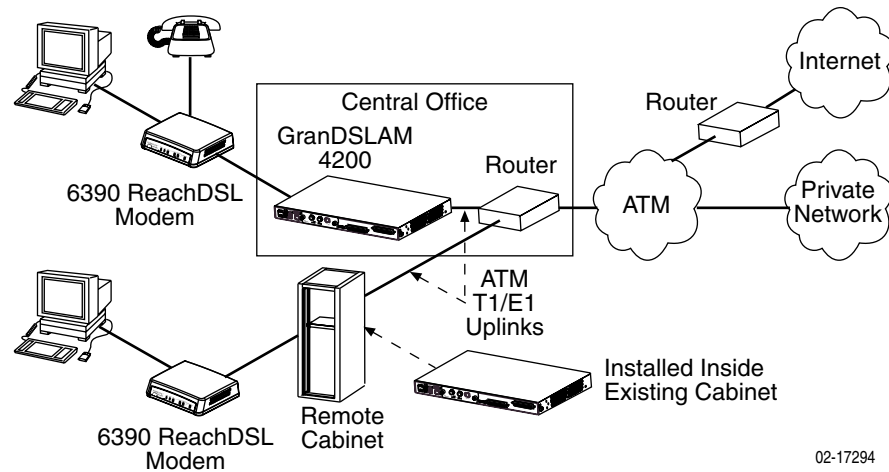 Central Office
GranDSLAM
4200
Router
Router
Internet
6390 ReachDSL
Modem
ATM
Private
Network
ATM
T1/E1
Uplinks
Installed Inside
Existing Cabinet
Remote
Cabinet
6390 ReachDSL
Modem
02-17294